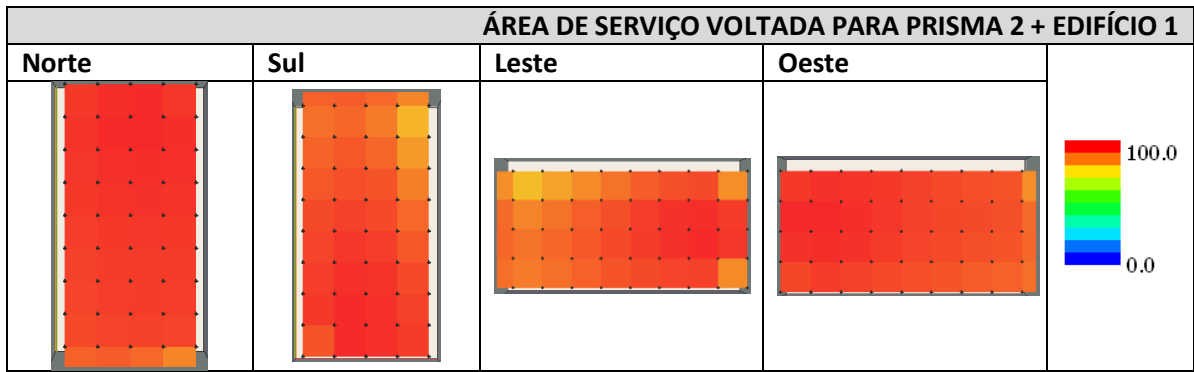 ÁREA DE SERVIÇO VOLTADA PARA PRISMA 2 + EDIFÍCIO 1
Norte Sul Leste Oeste
100.0
0.0